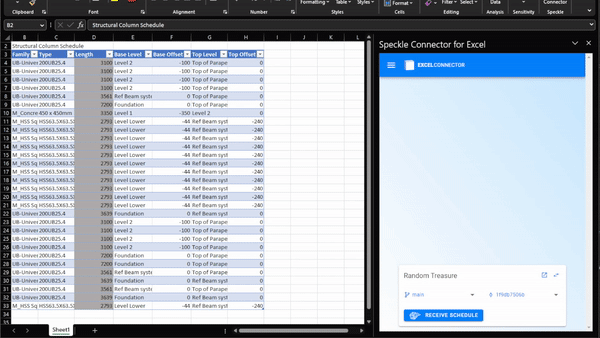 Clipboard
Font
Alignment
Number
Formatting
Table
Styles
Cells
Format
Filter
Select
Editing
Data
Analysis
Sensitivity
Connector
Speckle
B2
fx
Structural Column Schedule
B C D E F G H I J K L
2 Structural Column Schedule
3 Family Type Length Base Level Base Offset Top Level Top Offset
4 UB-Univer 200UB25.4 3100 Level 2 -100 Top of Parape 0
5 UB-Univer 200UB25.4 3100 Level 2 -100 Top of Parape 0
6 UB-Univer 200UB25.4 3100 Level 2 -100 Top of Parape 0
7 UB-Univer 200UB25.4 3100 Level 2 -100 Top of Parape 0
8 UB-Univer 200UB25.4 3561 Ref Beam syste 0 Top of Parape 0
9 UB-Univer 200UB25.4 7200 Foundation 0 Top of Parape 0
10 M_Concre 450 x 450mm 3350 Level 1 -350 Level 2 0
11 M_HSS Sq HSS63.5X63.5 2793 Level Lower -44 Ref Beam syst -240
12 M_HSS Sq HSS63.5X63.5 2793 Level Lower -44 Ref Beam syst -240
13 M_HSS Sq HSS63.5X63.5 2793 Level Lower -44 Ref Beam syst -240
14 M_HSS Sq HSS63.5X63.5 2793 Level Lower -44 Ref Beam syst -240
15 M_HSS Sq HSS63.5X63.5 2793 Level Lower -44 Ref Beam syst -240
16 M_HSS Sq HSS63.5X63.5 2793 Level Lower -44 Ref Beam syst -240
17 M_HSS Sq HSS63.5X63.5 2793 Level Lower -44 Ref Beam syst -240
18 M_HSS Sq HSS63.5X63.5 2793 Level Lower -44 Ref Beam syst -240
19 M_HSS Sq HSS63.5X63.5 2793 Level Lower -44 Ref Beam syst -240
20 M_HSS Sq HSS63.5X63.5 2793 Level Lower -44 Ref Beam syst -240
21 M_HSS Sq HSS63.5X63.5 2793 Level Lower -44 Ref Beam syst -240
22 UB-Univer 200UB25.4 3639 Foundation 0 Ref Beam syst 0
23 UB-Univer 200UB25.4 3100 Level 2 -100 Top of Parape 0
24 UB-Univer 200UB25.4 3100 Level 2 -100 Top of Parape 0
25 UB-Univer 200UB25.4 3100 Level 2 -100 Top of Parape 0
26 UB-Univer 200UB25.4 3100 Level 2 -100 Top of Parape 0
27 UB-Univer 200UB25.4 7200 Foundation 0 Top of Parape 0
28 UB-Univer 200UB25.4 7200 Foundation 0 Top of Parape 0
29 UB-Univer 200UB25.4 3561 Ref Beam syste 0 Top of Parape 0
30 UB-Univer 200UB25.4 3639 Foundation 0 Ref Beam syst 0
31 UB-Univer 200UB25.4 3561 Ref Beam syste 0 Top of Parape 0
32 UB-Univer 200UB25.4 3639 Foundation 0 Ref Beam syst 0
33 M_HSS Sq HSS63.5X63.5 2793 Level Lower -44 Ref Beam syst -240
34
35
Sheet1
Speckle Connector for Excel
EXCELCONNECTOR
Random Treasure
main
RECEIVE SCHEDULE